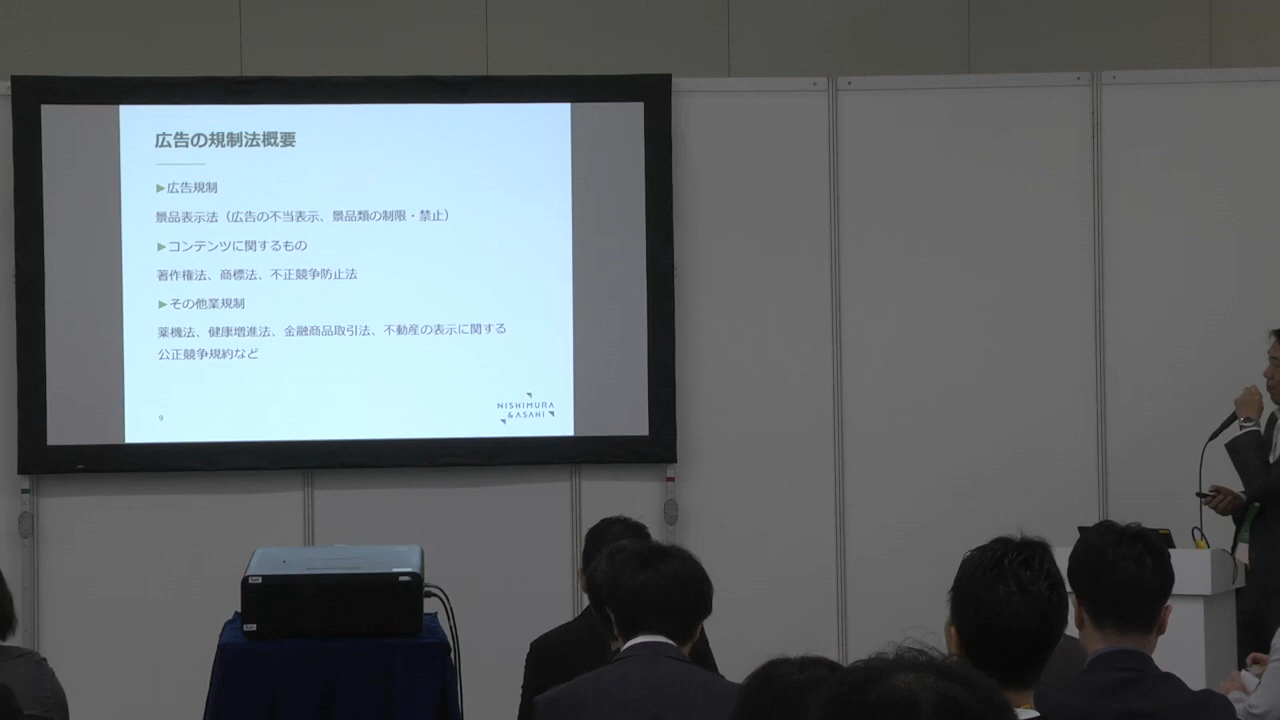 広告の規制法概要
▶広告規制
景品表示法（広告の不当表示、景品類の制限・禁止）
▶コンテンツに関するもの
著作権法、商標法、不正競争防止法
▶その他業規制
薬機法、健康増進法、金融商品取引法、不動産の表示に関する
公正競争規約など
9
NISHIMURA
& ASAHI